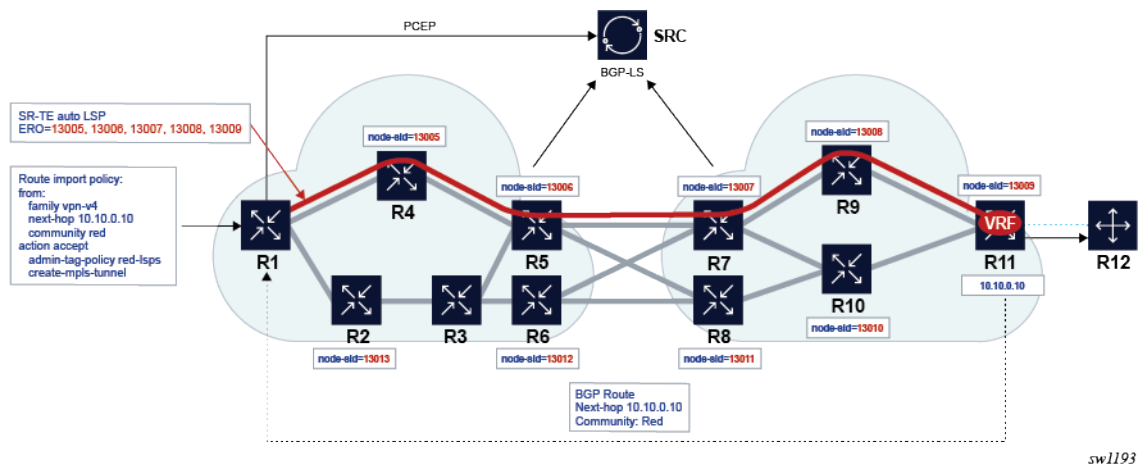 PCEP
SRC
BGP-LS
SR-TE auto LSP
ERO=13005, 13006, 13007, 13008, 13009
node-sid=13005
node-sid=13008
Route import policy:
from:
family vpn-v4
next-hop 10.10.0.10
community red
action accept
admin-tag-policy red-lsps
create-mpls-tunnel
node-sid=13006
node-sid=13007
node-sid=13009
R4
R9
VRF
R1
R5
R7
R11
R12
10.10.0.10
R2
R3
R6
R8
R10
node-sid=13010
node-sid=13013
node-sid=13012
node-sid=13011
BGP Route
Next-hop 10.10.0.10
Community: Red
sw1193